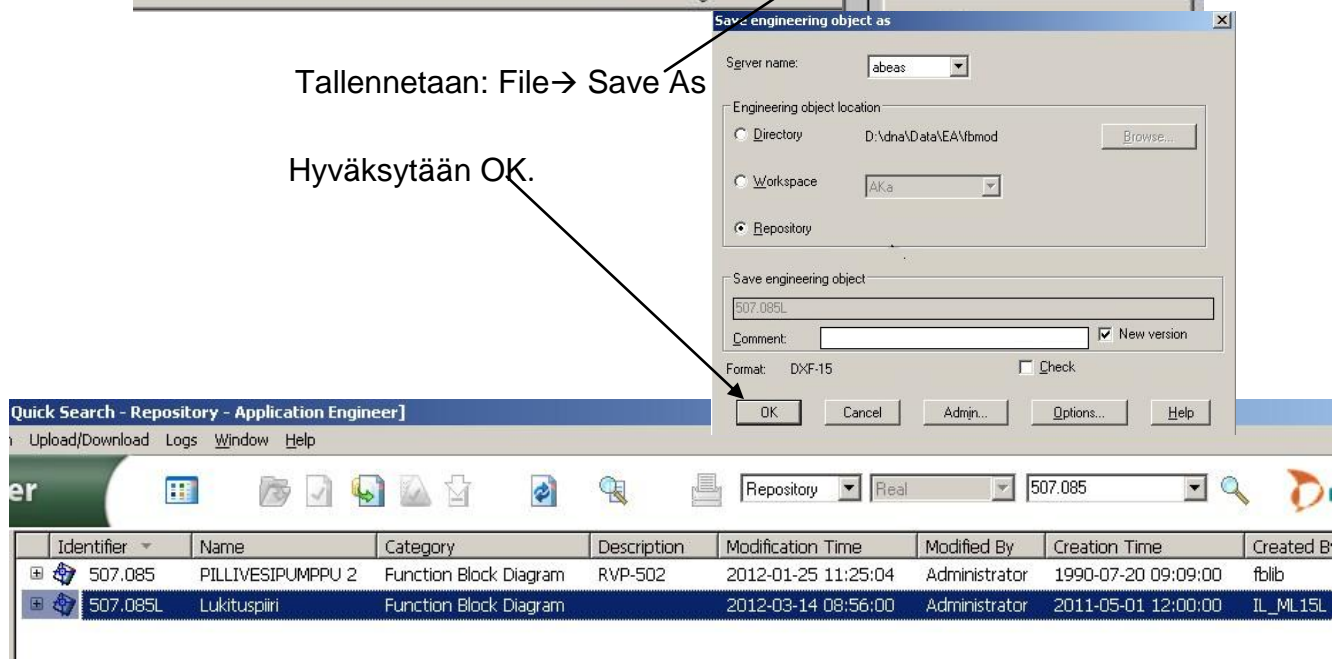 Save engineering object as
Server name: abeas
Tallennetaan: File→ Save As
Engineering object location
Directory D:\dna\Data\EA\fbmod Browse...
Hyväksytään OK.
Workspace AKa
Repository
Save engineering object
507.085L
Comment: New version
Format: DXF-15 Check
OK Cancel Admin... Options... Help
Quick Search - Repository - Application Engineer]
Upload/Download Logs Window Help
er Repository Real 507.085
Identifier Name Category Description Modification Time Modified By Creation Time Created B
507.085 PILLIVESIPUMPPU 2 Function Block Diagram RVP-502 2012-01-25 11:25:04 Administrator 1990-07-20 09:09:00 fblib
507.085L Lukituspiiri Function Block Diagram 2012-03-14 08:56:00 Administrator 2011-05-01 12:00:00 IL_ML15L